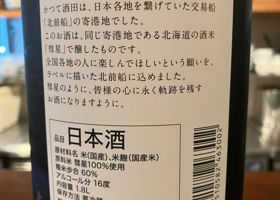 かつて酒田は、日本各地を繋げていた交易船
「北前船」の寄港地でした。
このお酒は、同じ寄港地である北海道の酒米
「彗星」で醸したものです。
全国各地の人に楽しんでほしいという願いを、
ラベルに描いた北前船に込めました。
彗星のように、皆様の心に永く軌跡を残す
お酒になりますように。
品目 日本酒
原材料名 米(国産)、米麹(国産米)
原料米 彗星100%使用
精米歩合 60%
アルコール分 16度
内容量 1.8L
保存方法 要冷蔵